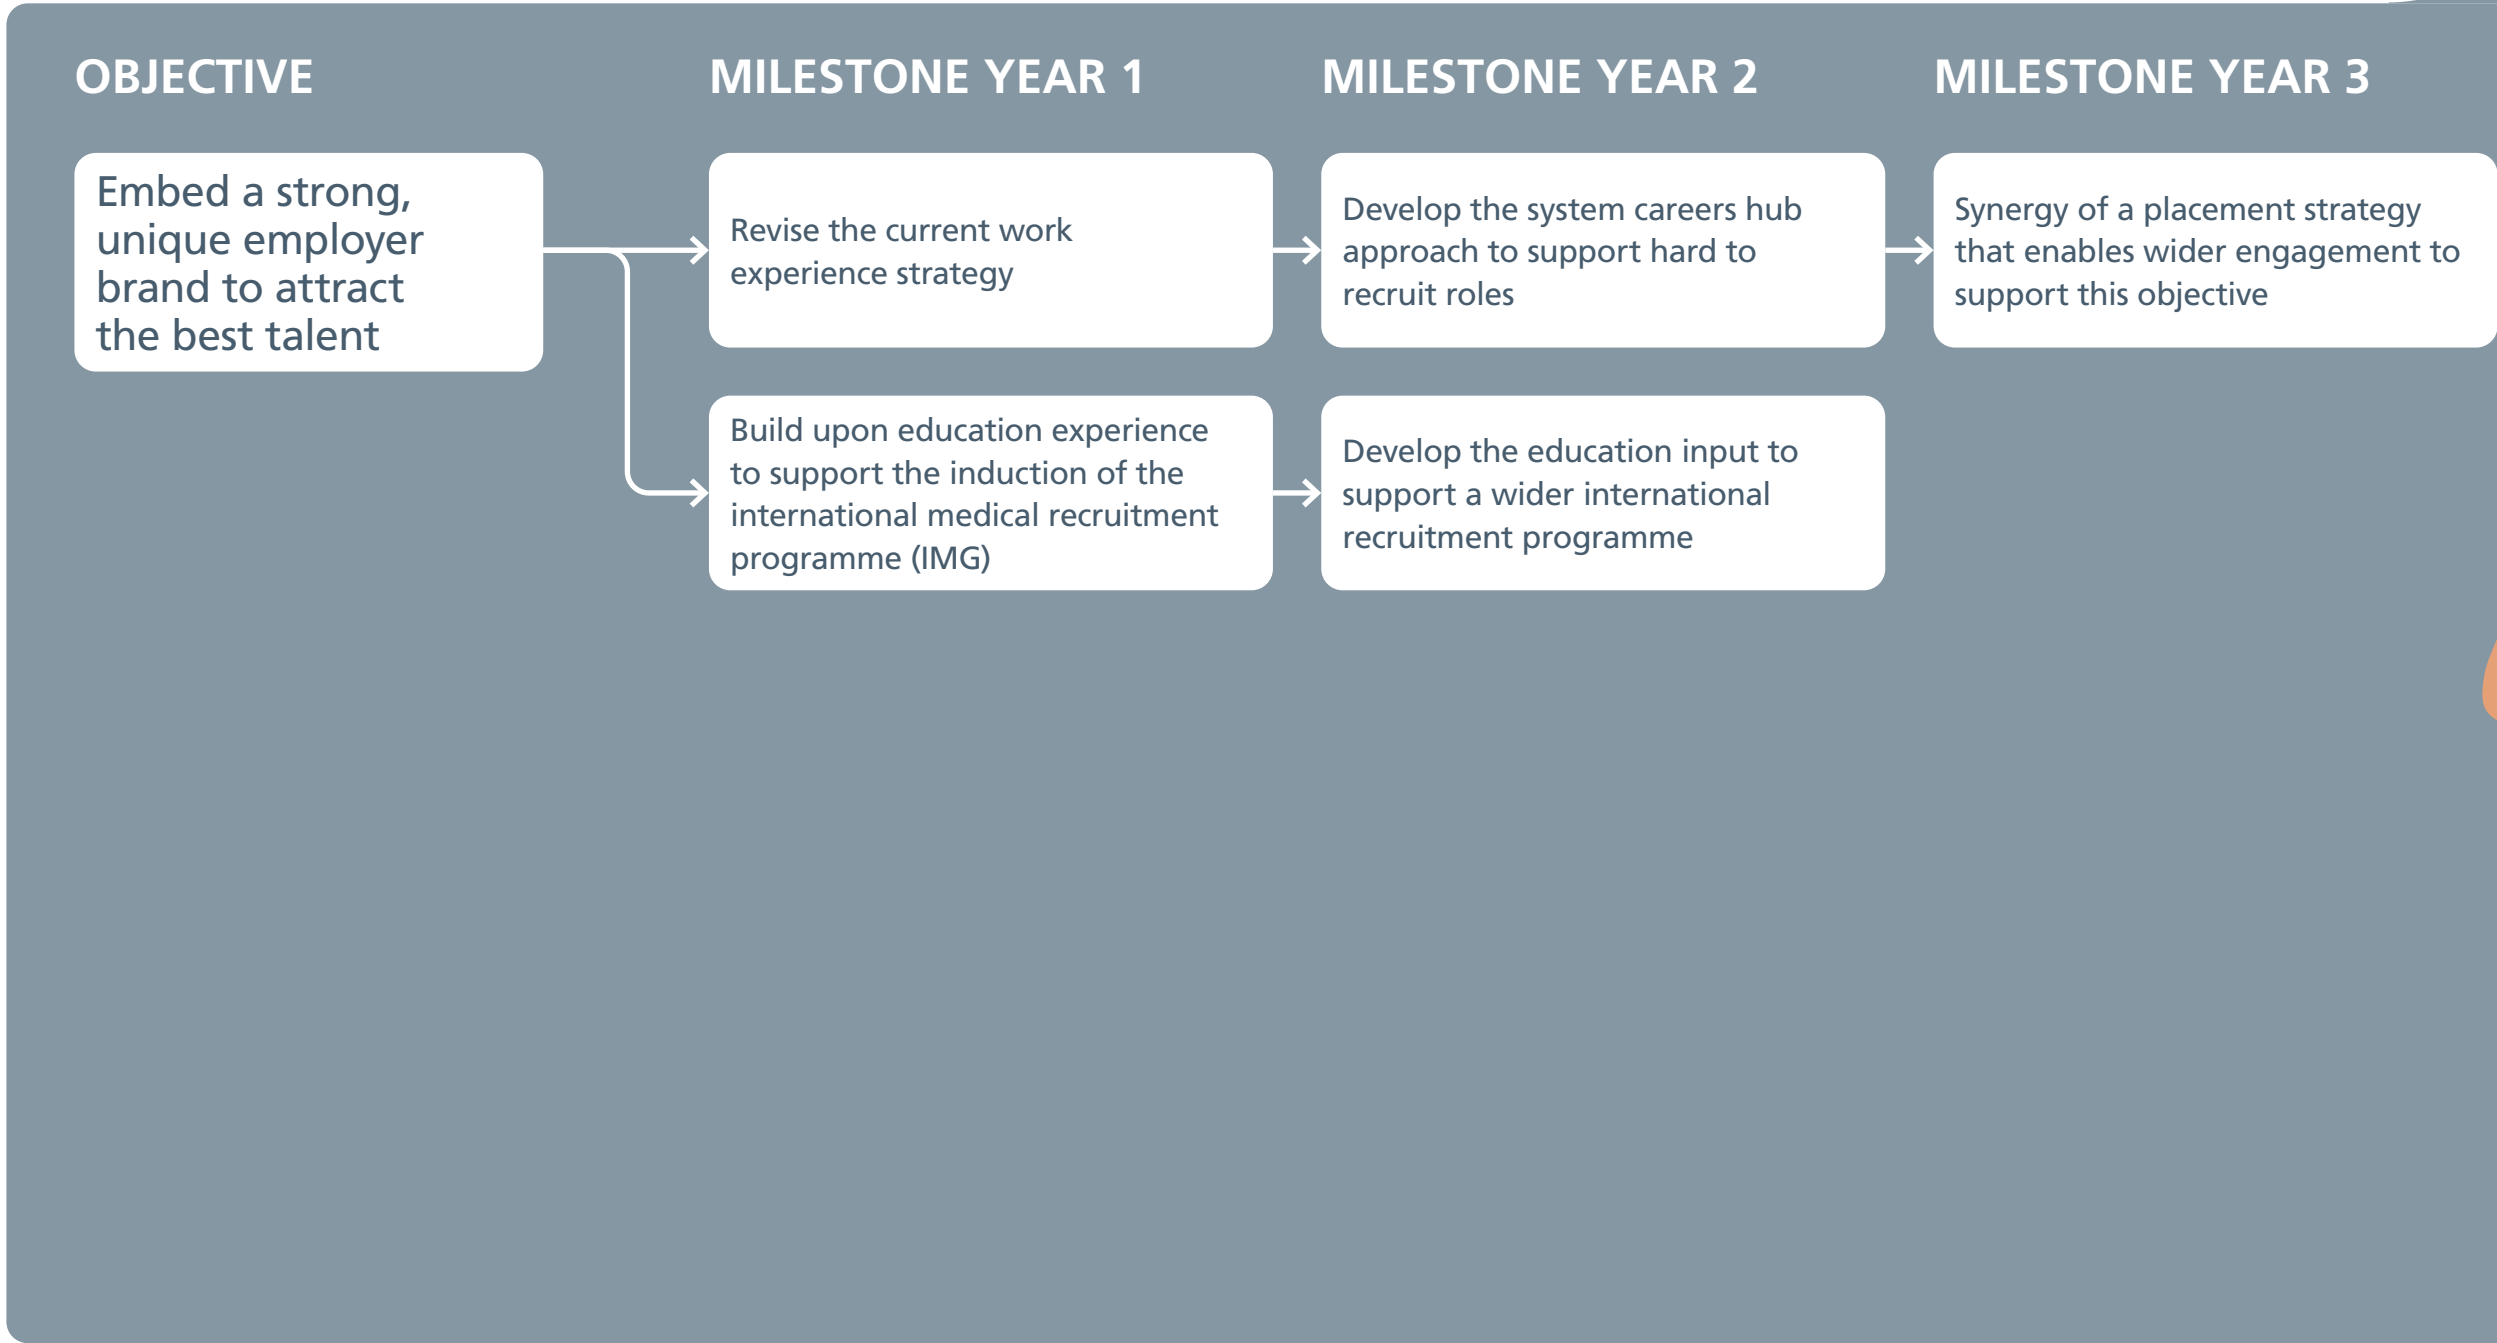 OBJECTIVE
MILESTONE YEAR 1
MILESTONE YEAR 2
MILESTONE YEAR 3
Embed a strong,
unique employer
brand to attract
the best talent
Revise the current work
experience strategy
Develop the system careers hub
approach to support hard to
recruit roles
Synergy of a placement strategy
that enables wider engagement to
support this objective
Build upon education experience
to support the induction of the
international medical recruitment
programme (IMG)
Develop the education input to
support a wider international
recruitment programme